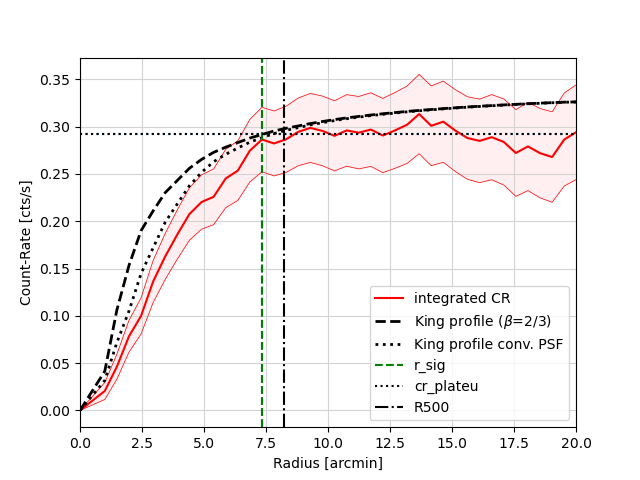 0.35
0.30
0.25
0.20
0.15
0.10
0.05
0.00
Count-Rate [cts/s]
integrated CR
King profile (β=2/3)
King profile conv. PSF
r_sig
cr_plateu
R500
0.0 2.5 5.0 7.5 10.0 12.5 15.0 17.5 20.0
Radius [arcmin]